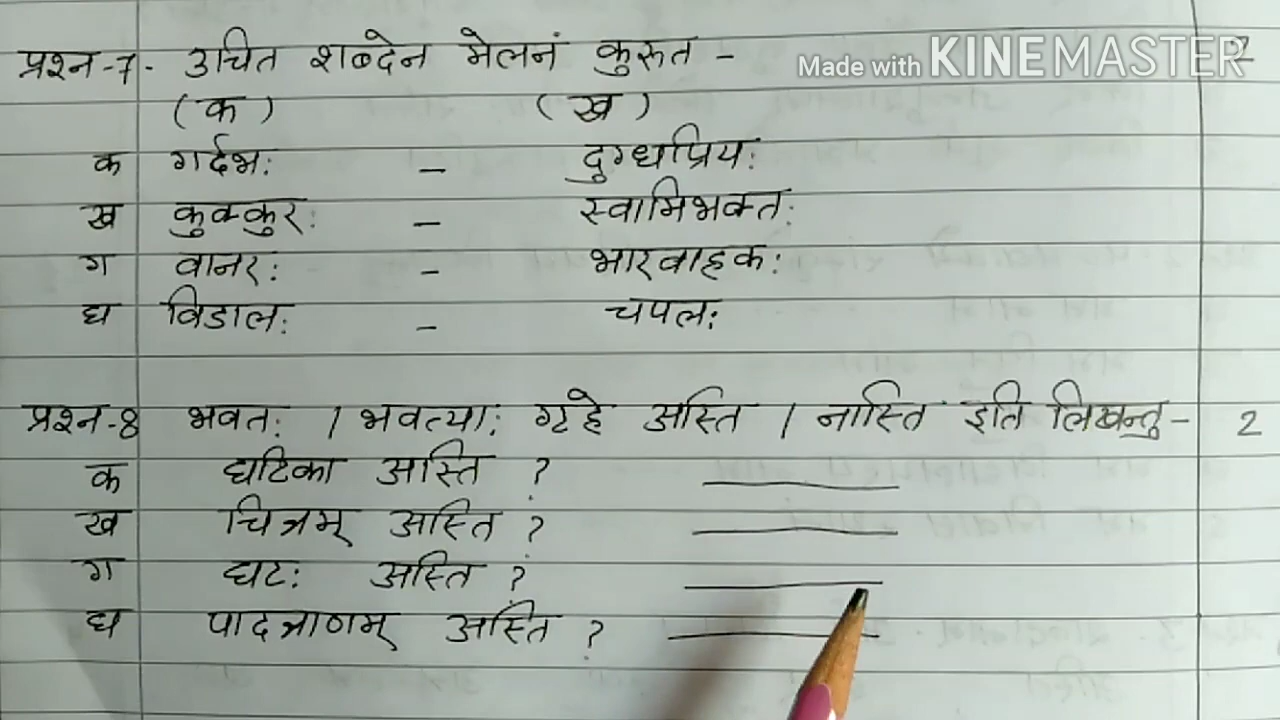 प्रश्न-7. उचित शब्देन मेलनं कुरुत - 2
Made with KINEMASTER
(क) (ख)
क गर्दभः - दुग्धप्रियः
ख कुक्कुरः - स्वामिभक्तः
ग वानरः - भारवाहकः
घ विडालः - चपलः
प्रश्न-8 भवतः / भवत्याः गृहे अस्ति / नास्ति इति लिखन्तु - 2
क घटिका अस्ति ?
ख चित्रम् अस्ति ?
ग घटः अस्ति ?
घ पादत्राणम् अस्ति ?